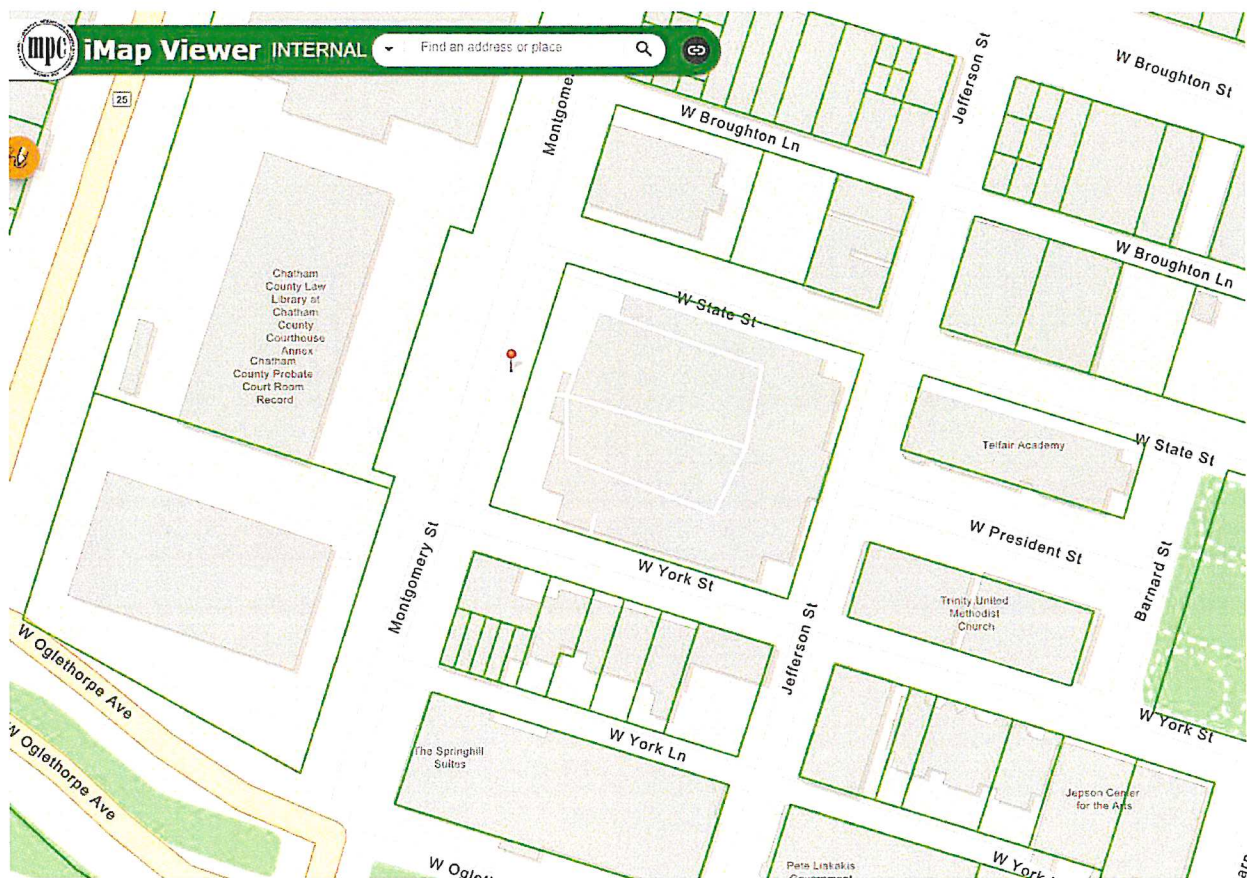 mpc
iMap Viewer INTERNAL
Find an address or place
25
W Broughton St
Jefferson St
W Broughton Ln
W Broughton Ln
Chatham
County Law
Library at
Chatham
County
Courthouse
Annex
Chatham
County Probate
Court Room
Record
W State St
Telfair Academy
W State St
W President St
Barnard St
Montgomery St
W York St
Trinity United
Methodist
Church
Jefferson St
W Oglethorpe Ave
W Oglethorpe Ave
W York Ln
The Springhill
Suites
W York St
Jepson Center
for the Arts
Pete Liakakis